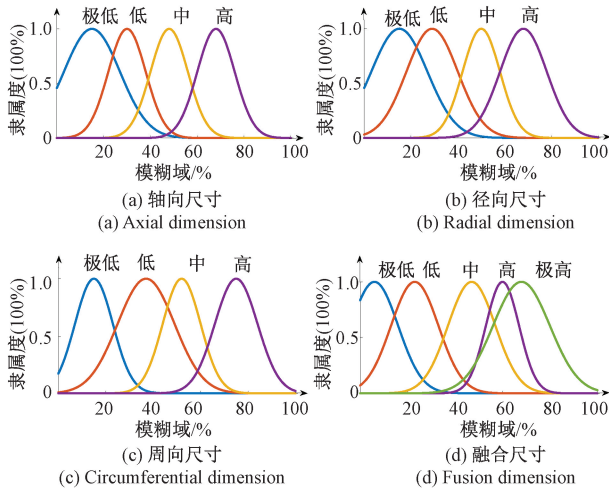 极低 低 中 高
1.0
0.5
0
20 40 60 80 100
隶属度(100%)
模糊域/%
(a) 轴向尺寸
(a) Axial dimension
极低 低 中 高
1.0
0.5
0
20 40 60 80 100
隶属度(100%)
模糊域/%
(b) 径向尺寸
(b) Radial dimension
极低 低 中 高
1.0
0.5
0
20 40 60 80 100
隶属度(100%)
模糊域/%
(c) 周向尺寸
(c) Circumferential dimension
极低 低 中 高 极高
1.0
0.5
0
20 40 60 80 100
隶属度(100%)
模糊域/%
(d) 融合尺寸
(d) Fusion dimension